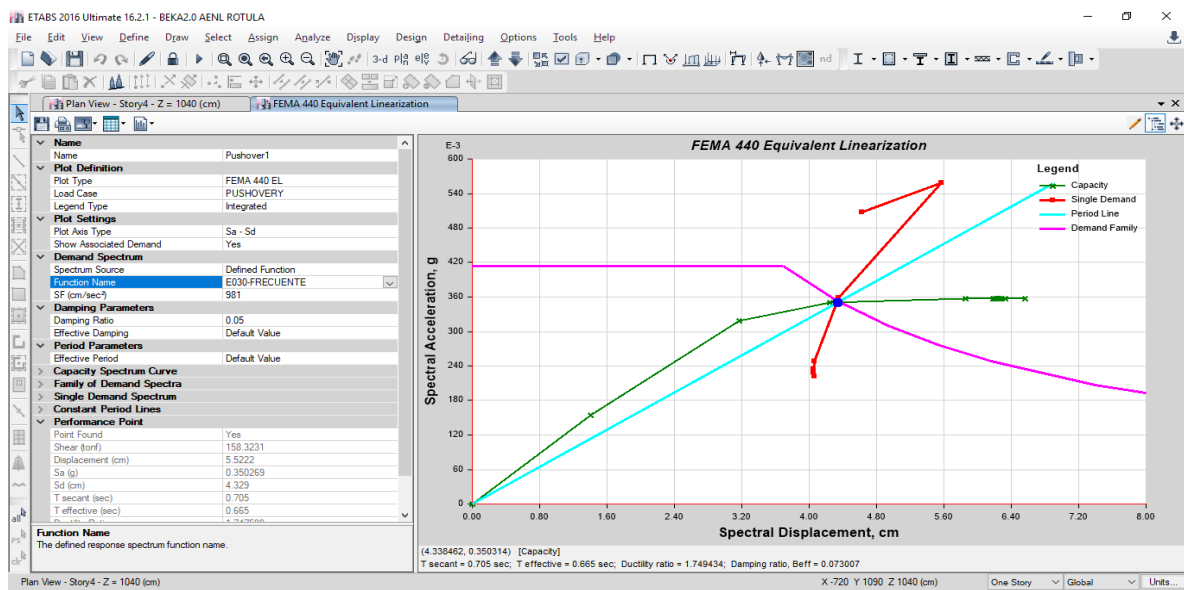 ETABS 2016 Ultimate 16.2.1 - BEKA2.0 AENL ROTULA
File Edit View Define Draw Select Assign Analyze Display Design Detailing Options Tools Help
3-d
nd
Plan View - Story4 - Z = 1040 (cm)
FEMA 440 Equivalent Linearization
Name
Name Pushover1
Plot Definition
Plot Type FEMA 440 EL
Load Case PUSHOVERY
Legend Type Integrated
Plot Settings
Plot Axis Type Sa - Sd
Show Associated Demand Yes
Demand Spectrum
Spectrum Source Defined Function
Function Name E030-FRECUENTE
SF (cm/sec²) 981
Damping Parameters
Damping Ratio 0.05
Effective Damping Default Value
Period Parameters
Effective Period Default Value
Capacity Spectrum Curve
Family of Demand Spectra
Single Demand Spectrum
Constant Period Lines
Performance Point
Point Found Yes
Shear (tonf) 158.3231
Displacement (cm) 5.5222
Sa (g) 0.350269
Sd (cm) 4.329
T secant (sec) 0.705
T effective (sec) 0.665
Function Name
The defined response spectrum function name.
all
ps
clr
FEMA 440 Equivalent Linearization
E-3
600
540
480
420
360
300
240
180
120
60
0
Spectral Acceleration, g
Legend
Capacity
Single Demand
Period Line
Demand Family
0.00 0.80 1.60 2.40 3.20 4.00 4.80 5.60 6.40 7.20 8.00
Spectral Displacement, cm
(4.338462, 0.350314) [Capacity]
T secant = 0.705 sec; T effective = 0.665 sec; Ductility ratio = 1.749434; Damping ratio, Beff = 0.073007
Plan View - Story4 - Z = 1040 (cm)
X -720 Y 1090 Z 1040 (cm)
One Story
Global
Units...